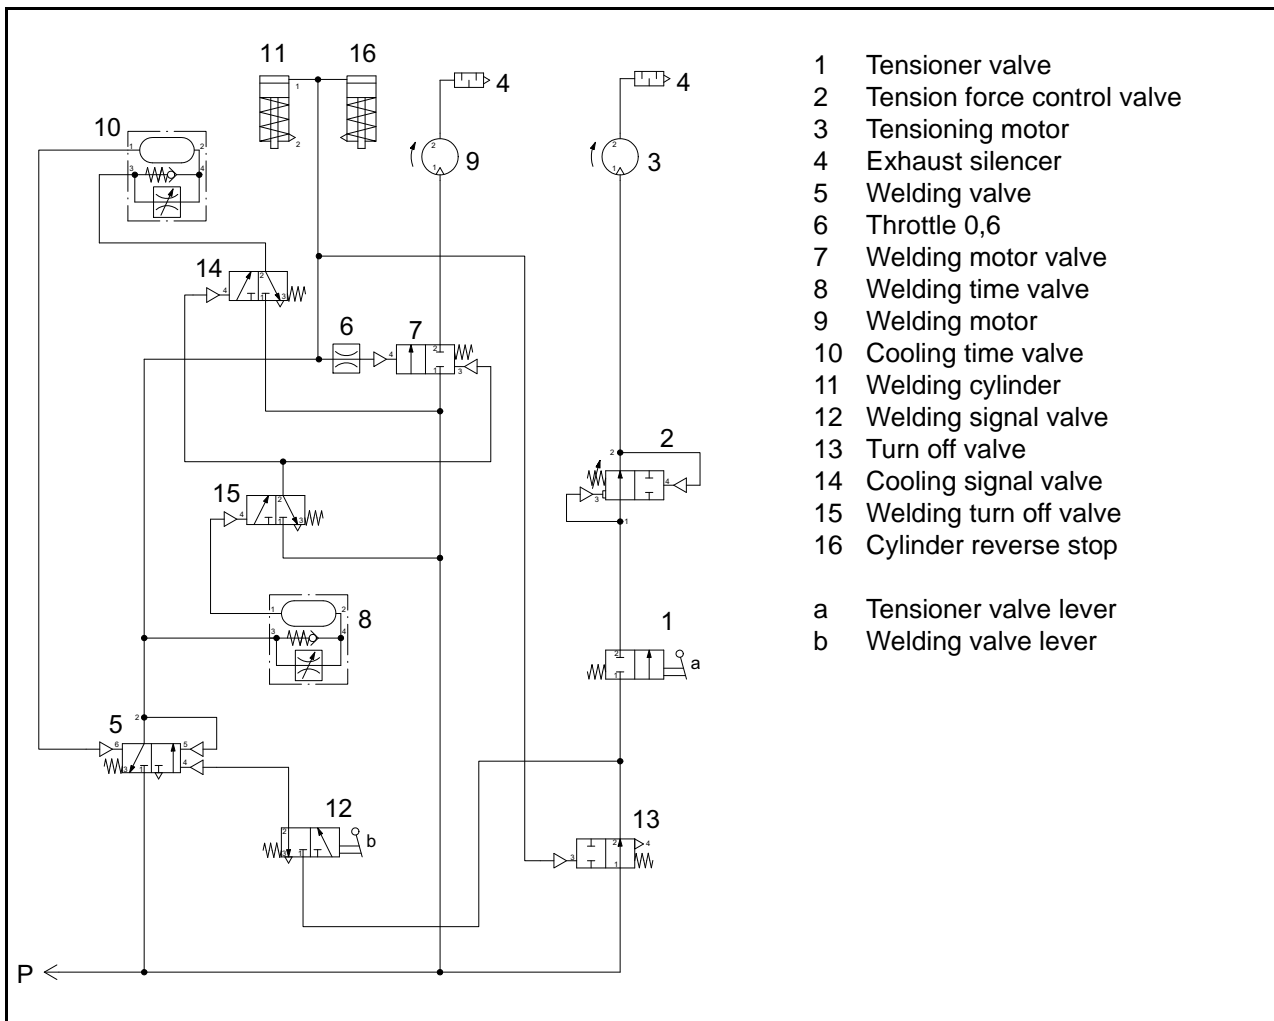 11 16
4 4
1 Tensioner valve
2 Tension force control valve
3 Tensioning motor
4 Exhaust silencer
5 Welding valve
6 Throttle 0,6
7 Welding motor valve
8 Welding time valve
9 Welding motor
10 Cooling time valve
11 Welding cylinder
12 Welding signal valve
13 Turn off valve
14 Cooling signal valve
15 Welding turn off valve
16 Cylinder reverse stop
a Tensioner valve lever
b Welding valve lever
1
2
10
1 2
3 4
2
1
9
2
1
3
14
2
4 1 3
6 7
4 2
1 3
2
2
4
3
1
15
2
4 1 3
1 2
3 4
8
1
2
1
a
5
2
6 5
3 1 4
12
2
3 1
b
13
2 4
3 1
P